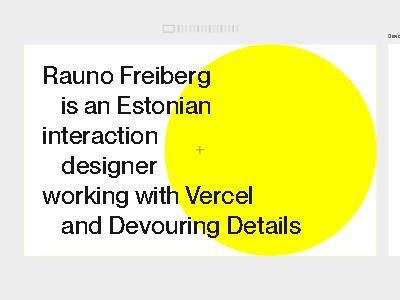 Rauno Freiberg
is an Estonian
interaction
designer
working with Vercel
and Devouring Details